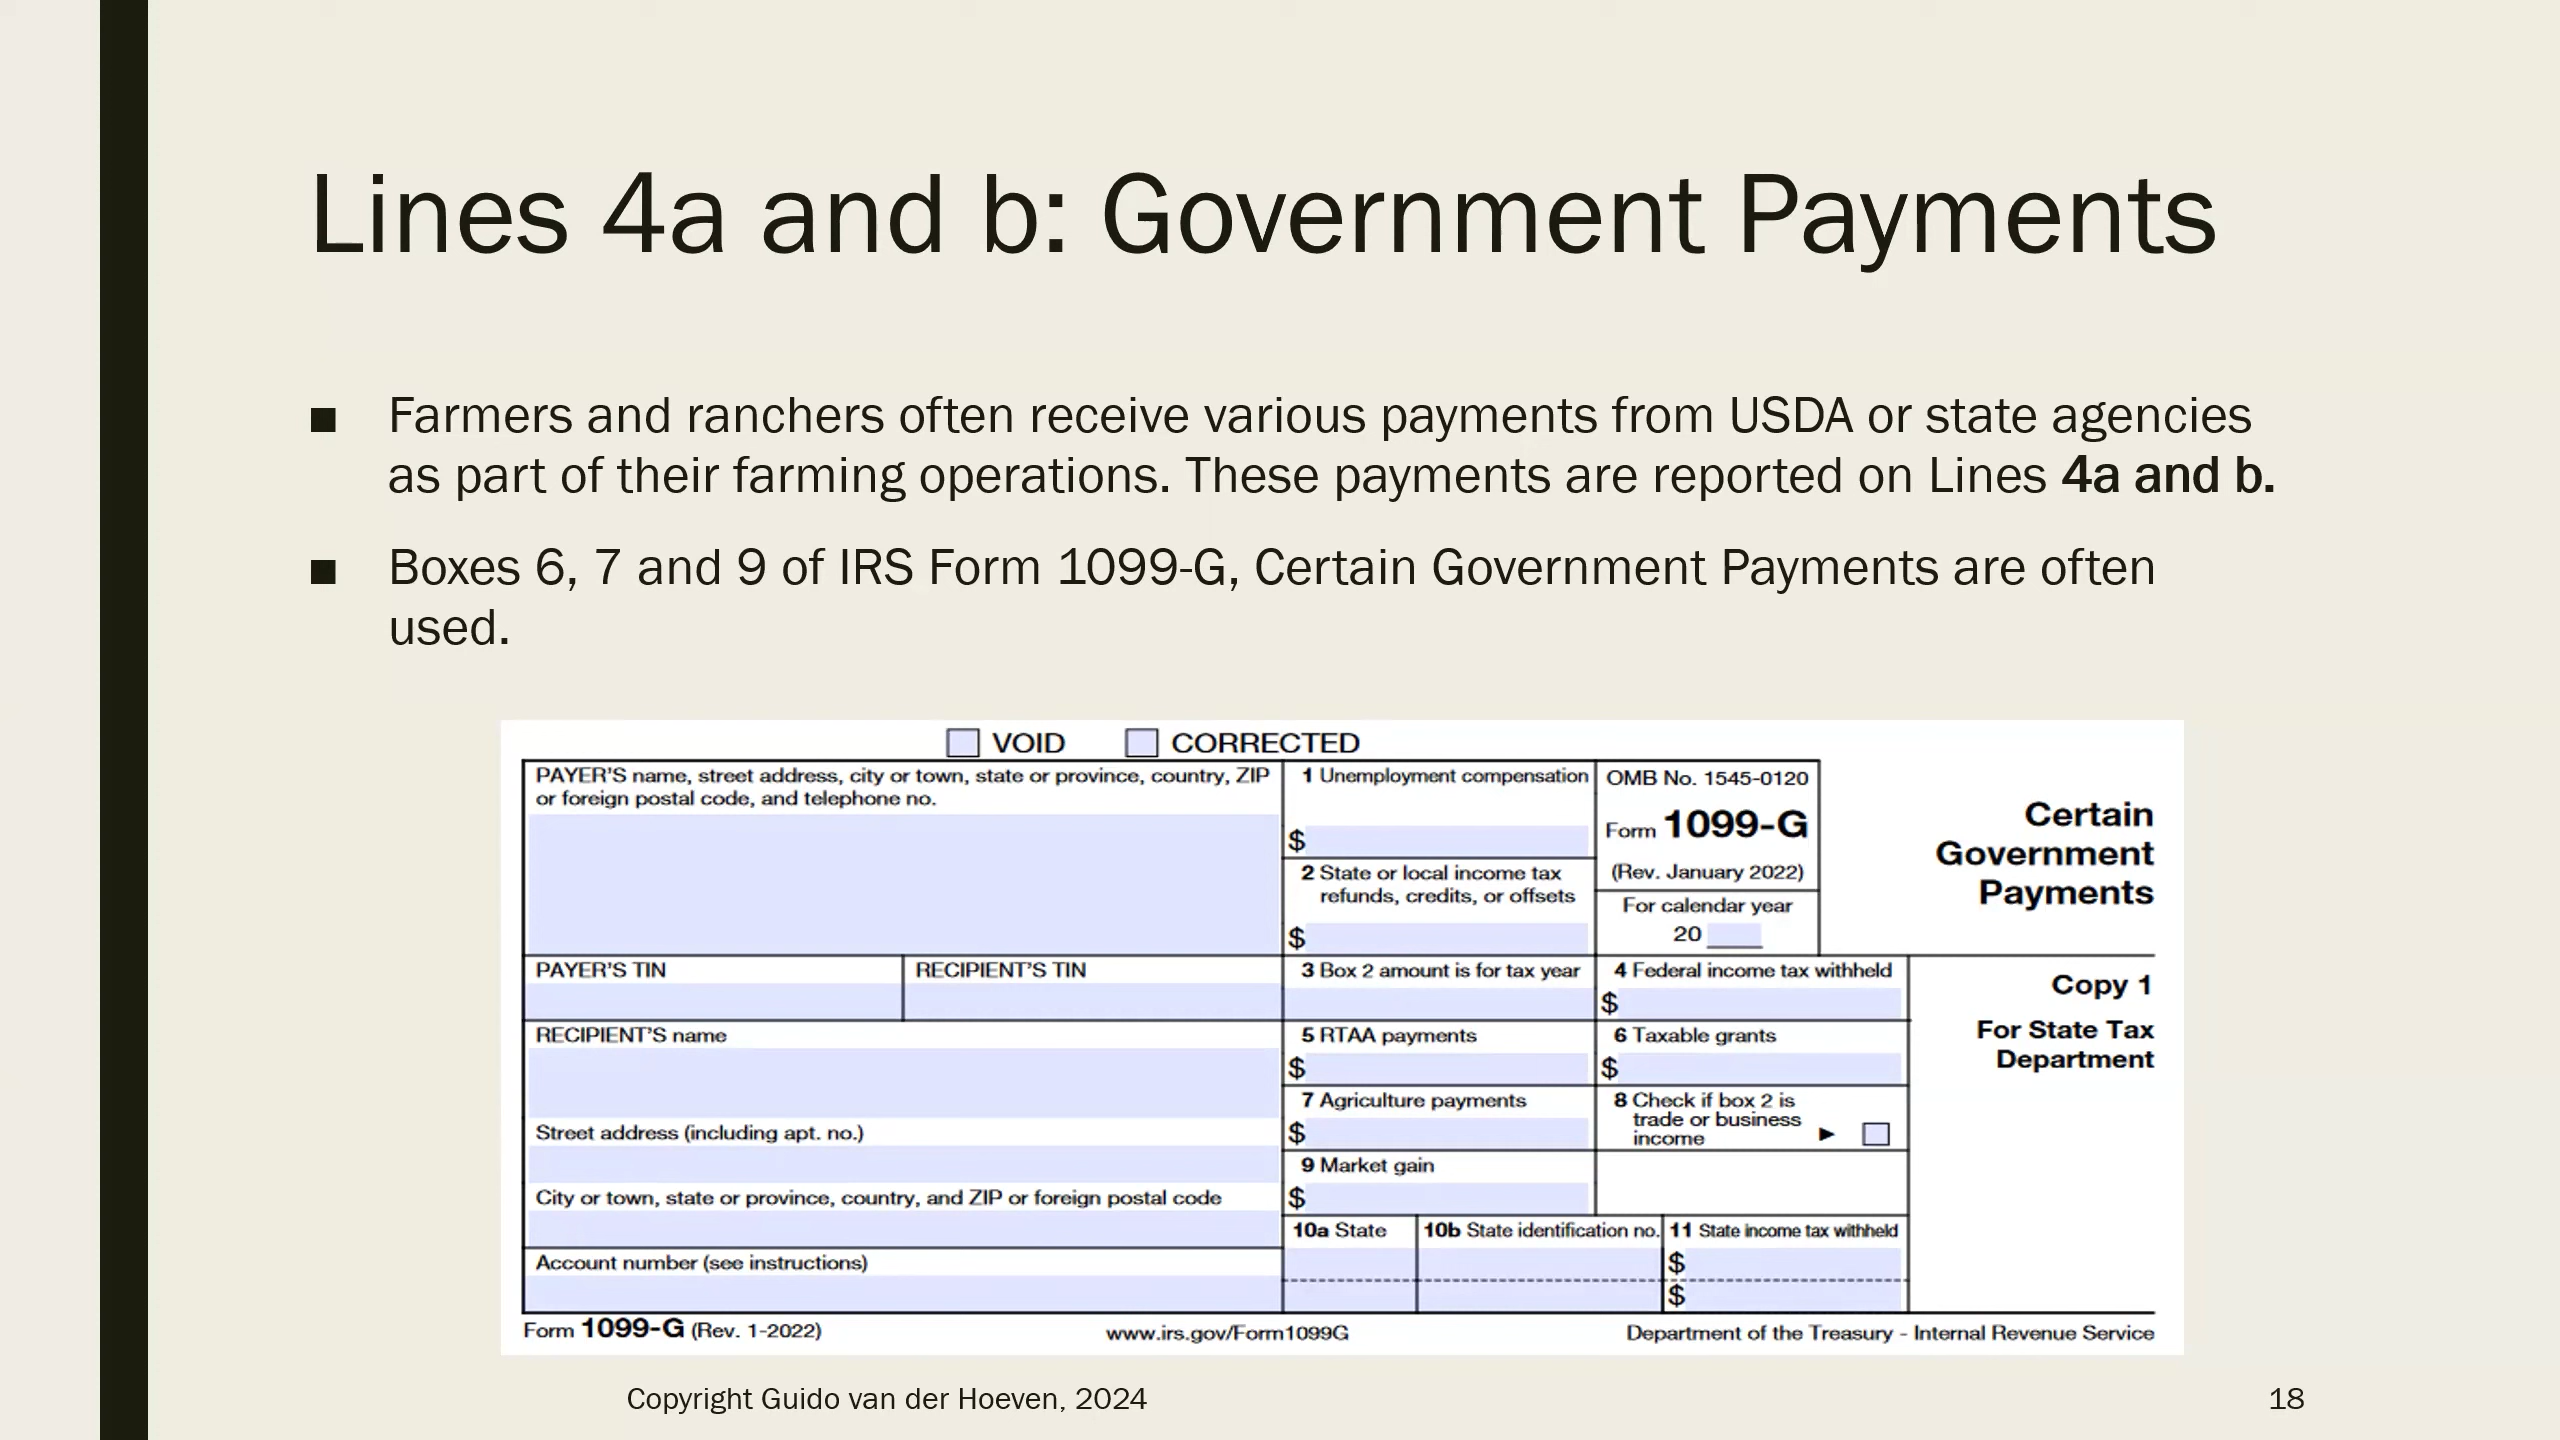 Lines 4a and b: Government Payments
■ Farmers and ranchers often receive various payments from USDA or state agencies
as part of their farming operations. These payments are reported on Lines 4a and b.
■ Boxes 6, 7 and 9 of IRS Form 1099-G, Certain Government Payments are often
used.
VOID CORRECTED
PAYER'S name, street address, city or town, state or province, country, ZIP
or foreign postal code, and telephone no.
1 Unemployment compensation
$
2 State or local income tax
refunds, credits, or offsets
$
OMB No. 1545-0120
Form 1099-G
(Rev. January 2022)
For calendar year
20
Certain
Government
Payments
PAYER'S TIN
RECIPIENT'S TIN
3 Box 2 amount is for tax year
4 Federal income tax withheld
$
Copy 1
For State Tax
Department
RECIPIENT'S name
5 RTAA payments
$
6 Taxable grants
$
7 Agriculture payments
$
8 Check if box 2 is
trade or business
income ►
Street address (including apt. no.)
9 Market gain
$
City or town, state or province, country, and ZIP or foreign postal code
10a State
10b State identification no.
11 State income tax withheld
$
$
Account number (see instructions)
Form 1099-G (Rev. 1-2022)
www.irs.gov/Form1099G
Department of the Treasury - Internal Revenue Service
Copyright Guido van der Hoeven, 2024
18